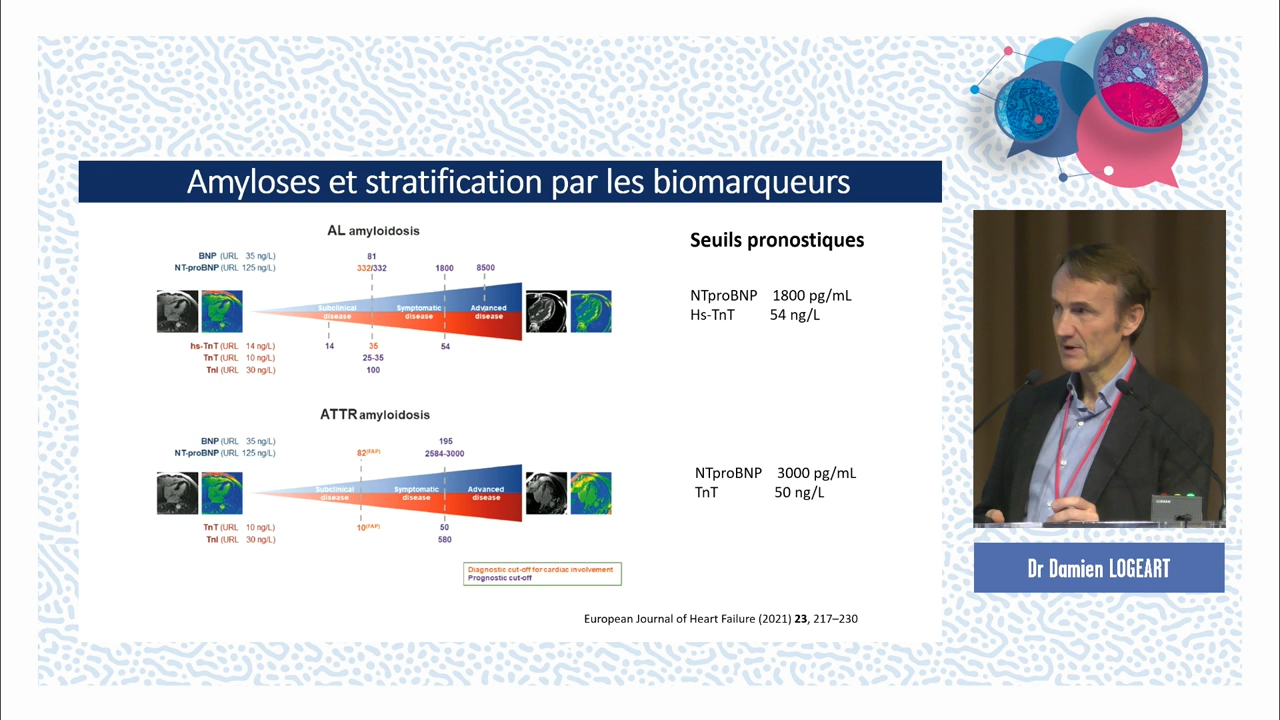 Amyloses et stratification par les biomarqueurs
AL amyloidosis
Seuils pronostiques
BNP (URL 35 ng/L) 81
NT-proBNP (URL 125 ng/L) 332/332 1800 8500
NTproBNP 1800 pg/mL
Hs-TnT 54 ng/L
Subclinical disease Symptomatic disease Advanced disease
hs-TnT (URL 14 ng/L) 14 35 54
TnT (URL 10 ng/L) 25-35
TnI (URL 30 ng/L) 100
ATTR amyloidosis
BNP (URL 35 ng/L) 195
NT-proBNP (URL 125 ng/L) 82(FAP) 2584-3000
NTproBNP 3000 pg/mL
TnT 50 ng/L
Subclinical disease Symptomatic disease Advanced disease
TnT (URL 10 ng/L) 10(FAP) 50
TnI (URL 30 ng/L) 580
Diagnostic cut-off for cardiac involvement
Prognostic cut-off
European Journal of Heart Failure (2021) 23, 217–230
Dr Damien LOGEART